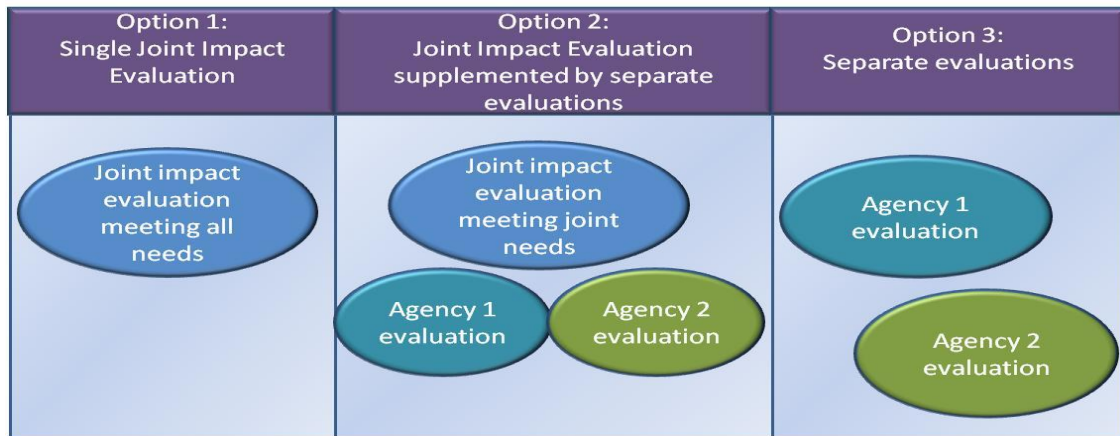 Option 1:
Single Joint Impact
Evaluation
Option 2:
Joint Impact Evaluation
supplemented by separate
evaluations
Option 3:
Separate evaluations
Joint impact
evaluation
meeting all
needs
Joint impact
evaluation
meeting joint
needs
Agency 1
evaluation
Agency 2
evaluation
Agency 1
evaluation
Agency 2
evaluation